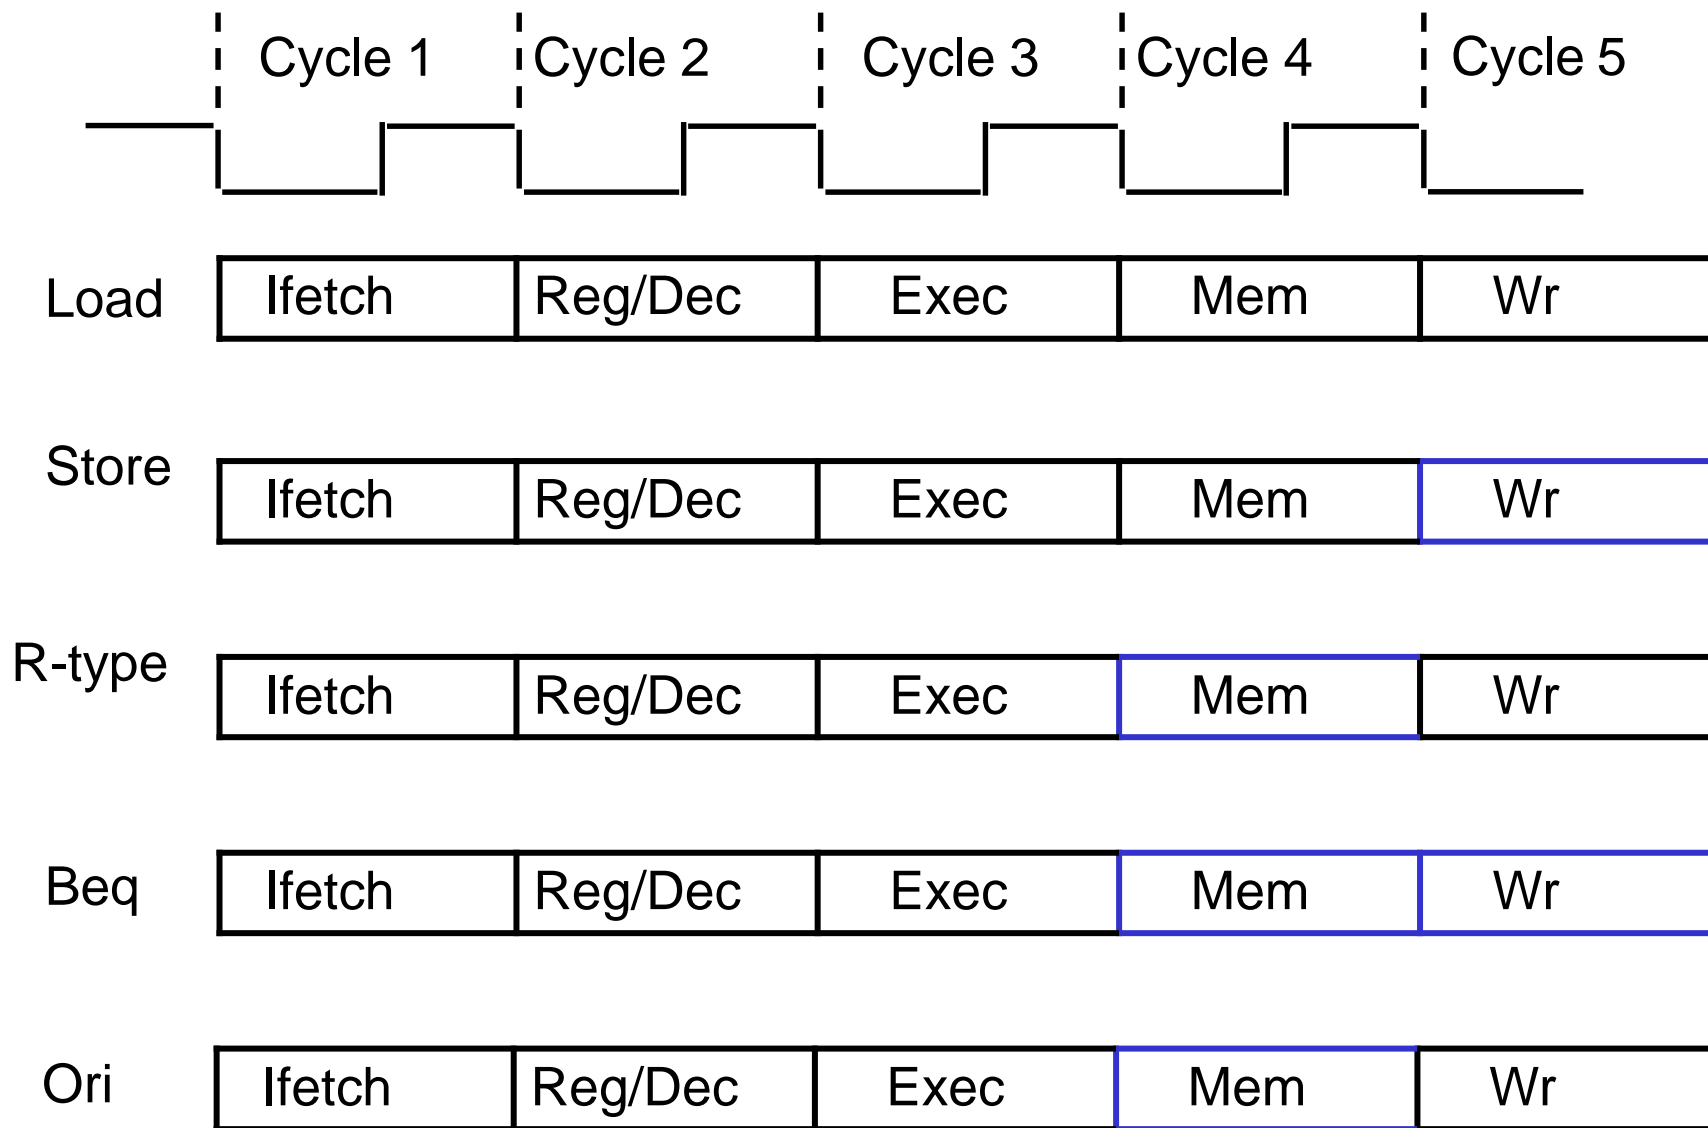 Cycle 1 Cycle 2 Cycle 3 Cycle 4 Cycle 5
Load Ifetch Reg/Dec Exec Mem Wr
Store Ifetch Reg/Dec Exec Mem Wr
R-type Ifetch Reg/Dec Exec Mem Wr
Beq Ifetch Reg/Dec Exec Mem Wr
Ori Ifetch Reg/Dec Exec Mem Wr